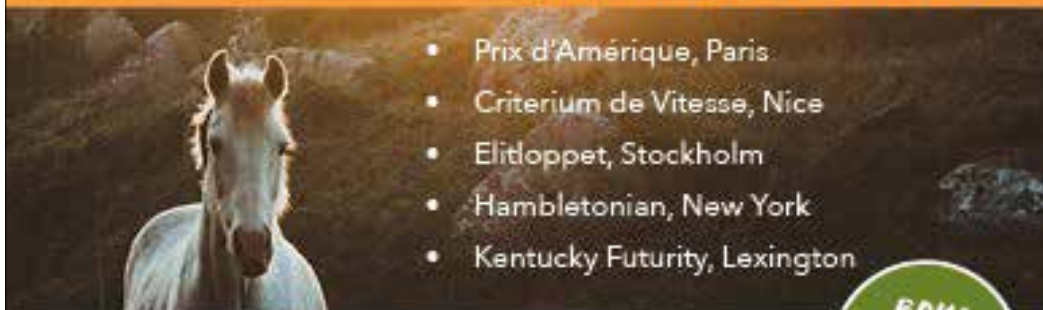 • Prix d'Amérique, Paris
• Criterium de Vitesse, Nice
• Elitloppet, Stockholm
• Hambletonian, New York
• Kentucky Futurity, Lexington